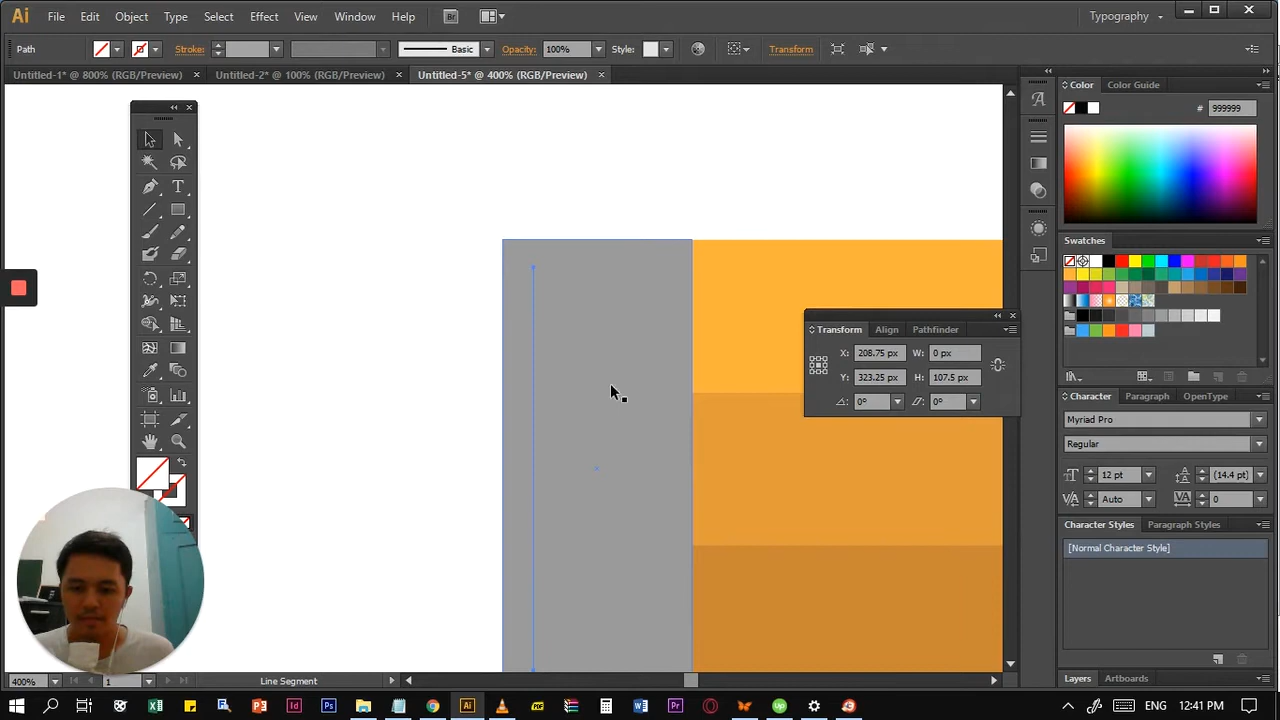 Ai File Edit Object Type Select Effect View Window Help Br Typography
Path Stroke: Basic Opacity: 100% Style: Transform
Untitled-1* @ 800% (RGB/Preview) × Untitled-2* @ 100% (RGB/Preview) × Untitled-5* @ 400% (RGB/Preview) ×
Color Color Guide
# 999999
Swatches
Transform Align Pathfinder
X: 208.75 px W: 0 px
Y: 323.25 px H: 107.5 px
0° 0°
Character Paragraph OpenType
Myriad Pro
Regular
12 pt (14.4 pt)
Auto 0
Character Styles Paragraph Styles
[Normal Character Style]
Layers Artboards
400% 1 Line Segment
ENG 12:41 PM